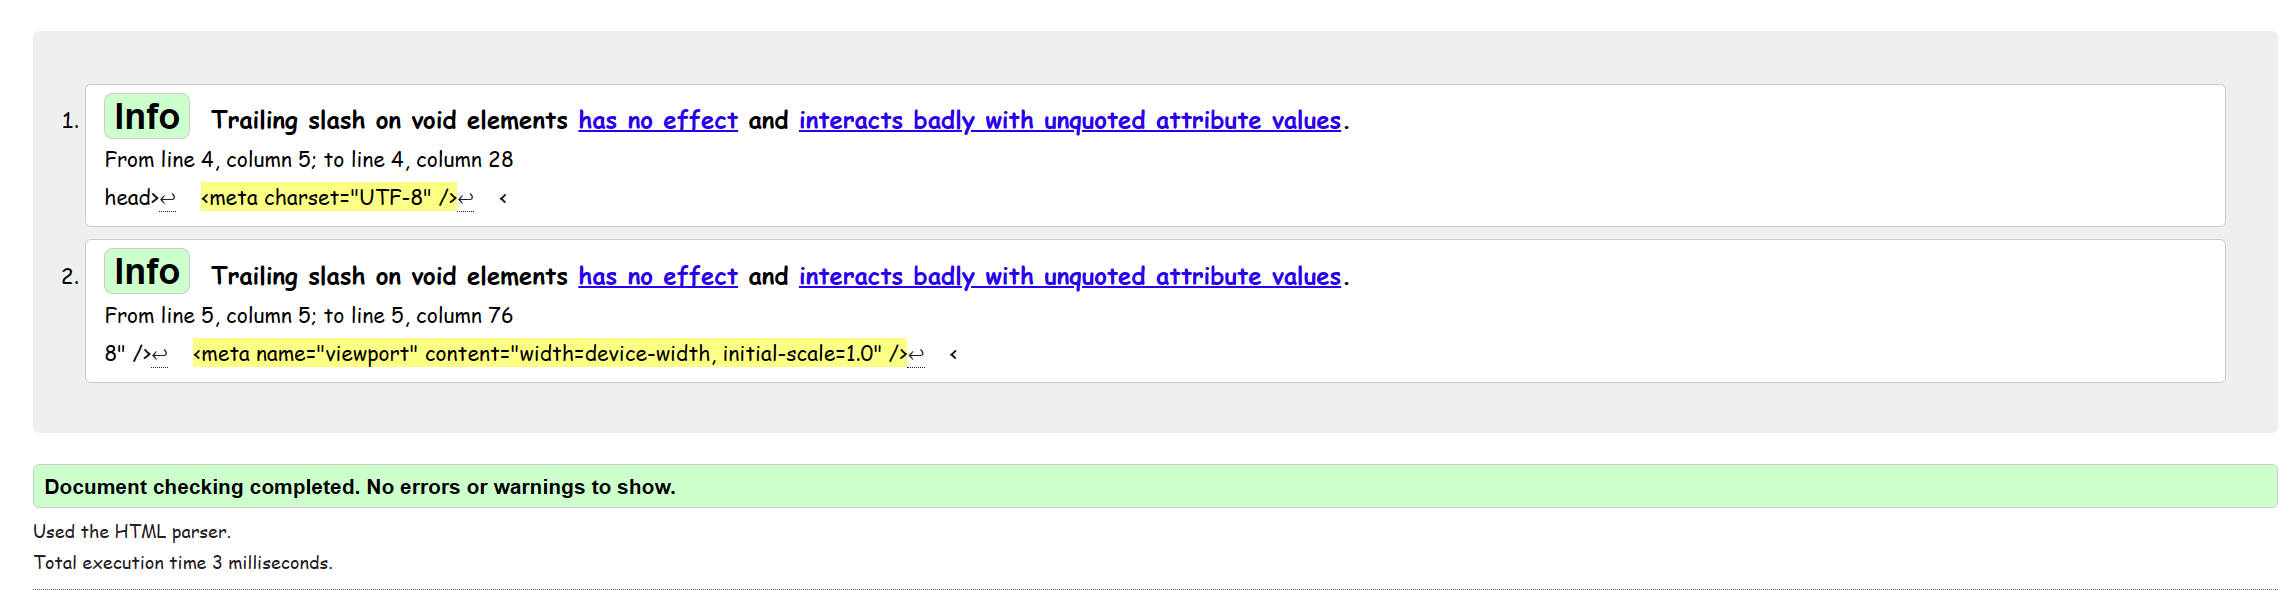 1. Info Trailing slash on void elements has no effect and interacts badly with unquoted attribute values.
From line 4, column 5; to line 4, column 28
head>↩ <meta charset="UTF-8" />↩ <
2. Info Trailing slash on void elements has no effect and interacts badly with unquoted attribute values.
From line 5, column 5; to line 5, column 76
8" />↩ <meta name="viewport" content="width=device-width, initial-scale=1.0" />↩ <
Document checking completed. No errors or warnings to show.
Used the HTML parser.
Total execution time 3 milliseconds.